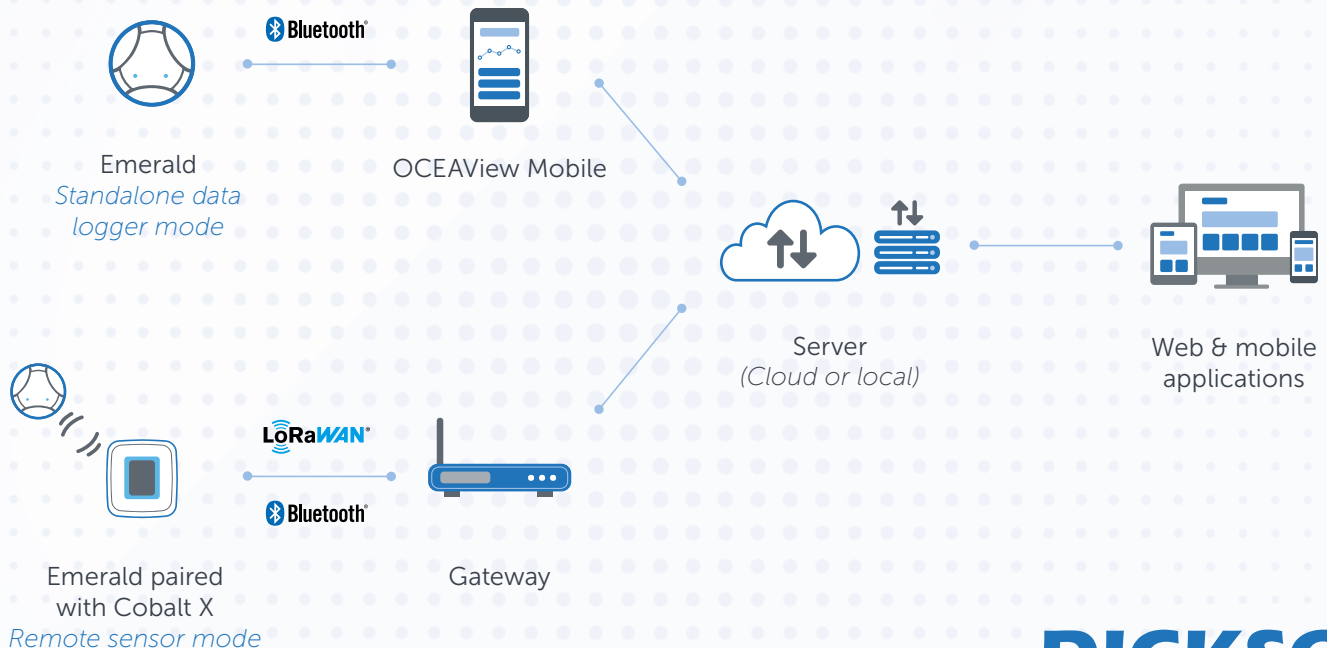 Bluetooth®
Emerald
Standalone data
logger mode
OCEAView Mobile
Server
(Cloud or local)
Web & mobile
applications
LoRaWAN®
Bluetooth®
Emerald paired
with Cobalt X
Remote sensor mode
Gateway